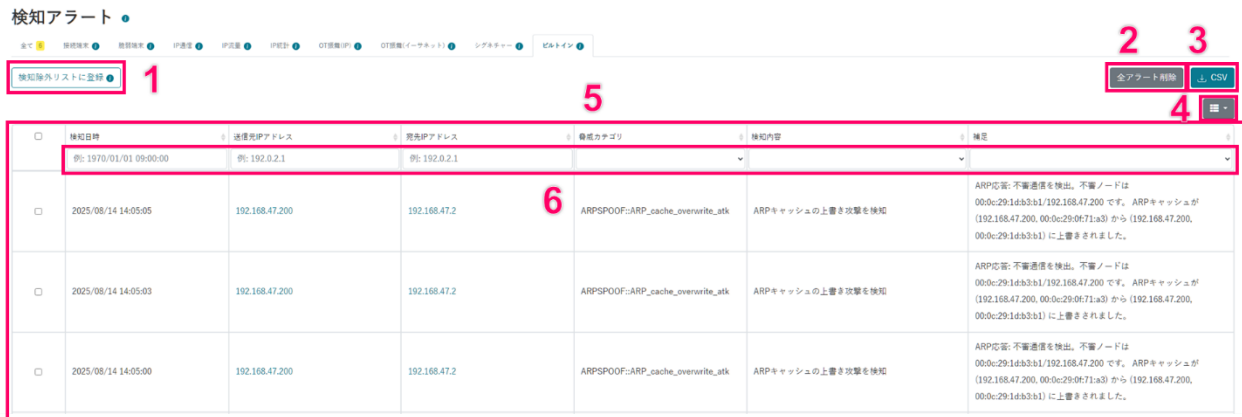 検知アラート
全て 接続端末 IP通信 IP流量 IP統計 OT振舞(IP) OT振舞(イーサネット) シグネチャー ビルトイン
1
2
3
検知除外リストに登録
全アラート削除
CSV
4
5
検知日時 送信元IPアドレス 宛先IPアドレス 脅威カテゴリ 検知内容 補足
例: 1970/01/01 09:00:00 例: 192.0.2.1 例: 192.0.2.1
6
2025/08/14 14:05:05 192.168.47.200 192.168.47.2 ARPSPOOF::ARP_cache_overwrite_atk ARPキャッシュの上書き攻撃を検知
ARP応答: 不審通信を検出。不審ノードは
00:0c:29:1d:b3:b1/192.168.47.200 です。 ARPキャッシュが
(192.168.47.200, 00:0c:29:0f:71:a3) から (192.168.47.200,
00:0c:29:1d:b3:b1) に上書きされました。
2025/08/14 14:05:03 192.168.47.200 192.168.47.2 ARPSPOOF::ARP_cache_overwrite_atk ARPキャッシュの上書き攻撃を検知
ARP応答: 不審通信を検出。不審ノードは
00:0c:29:1d:b3:b1/192.168.47.200 です。 ARPキャッシュが
(192.168.47.200, 00:0c:29:0f:71:a3) から (192.168.47.200,
00:0c:29:1d:b3:b1) に上書きされました。
2025/08/14 14:05:00 192.168.47.200 192.168.47.2 ARPSPOOF::ARP_cache_overwrite_atk ARPキャッシュの上書き攻撃を検知
ARP応答: 不審通信を検出。不審ノードは
00:0c:29:1d:b3:b1/192.168.47.200 です。 ARPキャッシュが
(192.168.47.200, 00:0c:29:0f:71:a3) から (192.168.47.200,
00:0c:29:1d:b3:b1) に上書きされました。